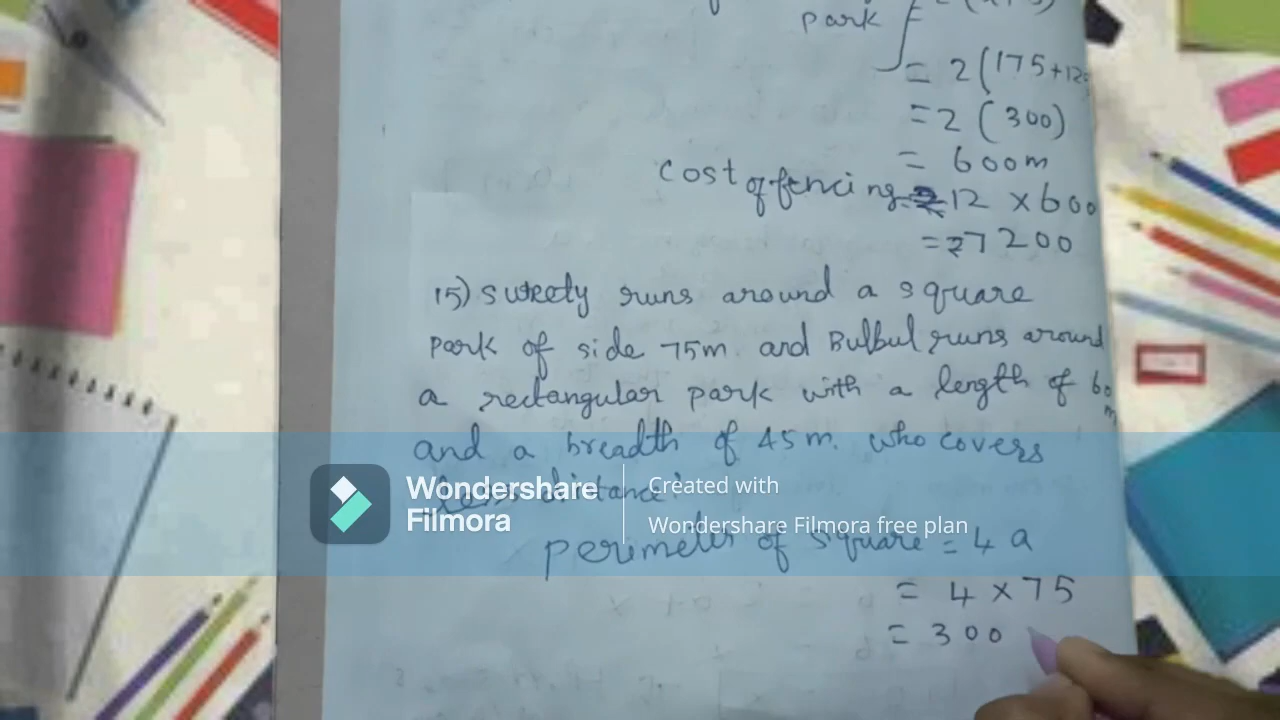 park
= 2(175+12
= 2 (300)
= 600m
cost of fencing = 12 × 600
= ₹7200
15) sweety runs around a square
park of side 75m and Bulbul runs around
a rectangular park with a length of 60
m
and a breadth of 45m. who covers
less distance?
Wondershare
Filmora
Created with
Wondershare Filmora free plan
perimeter of square = 4 a
= 4 × 75
= 300